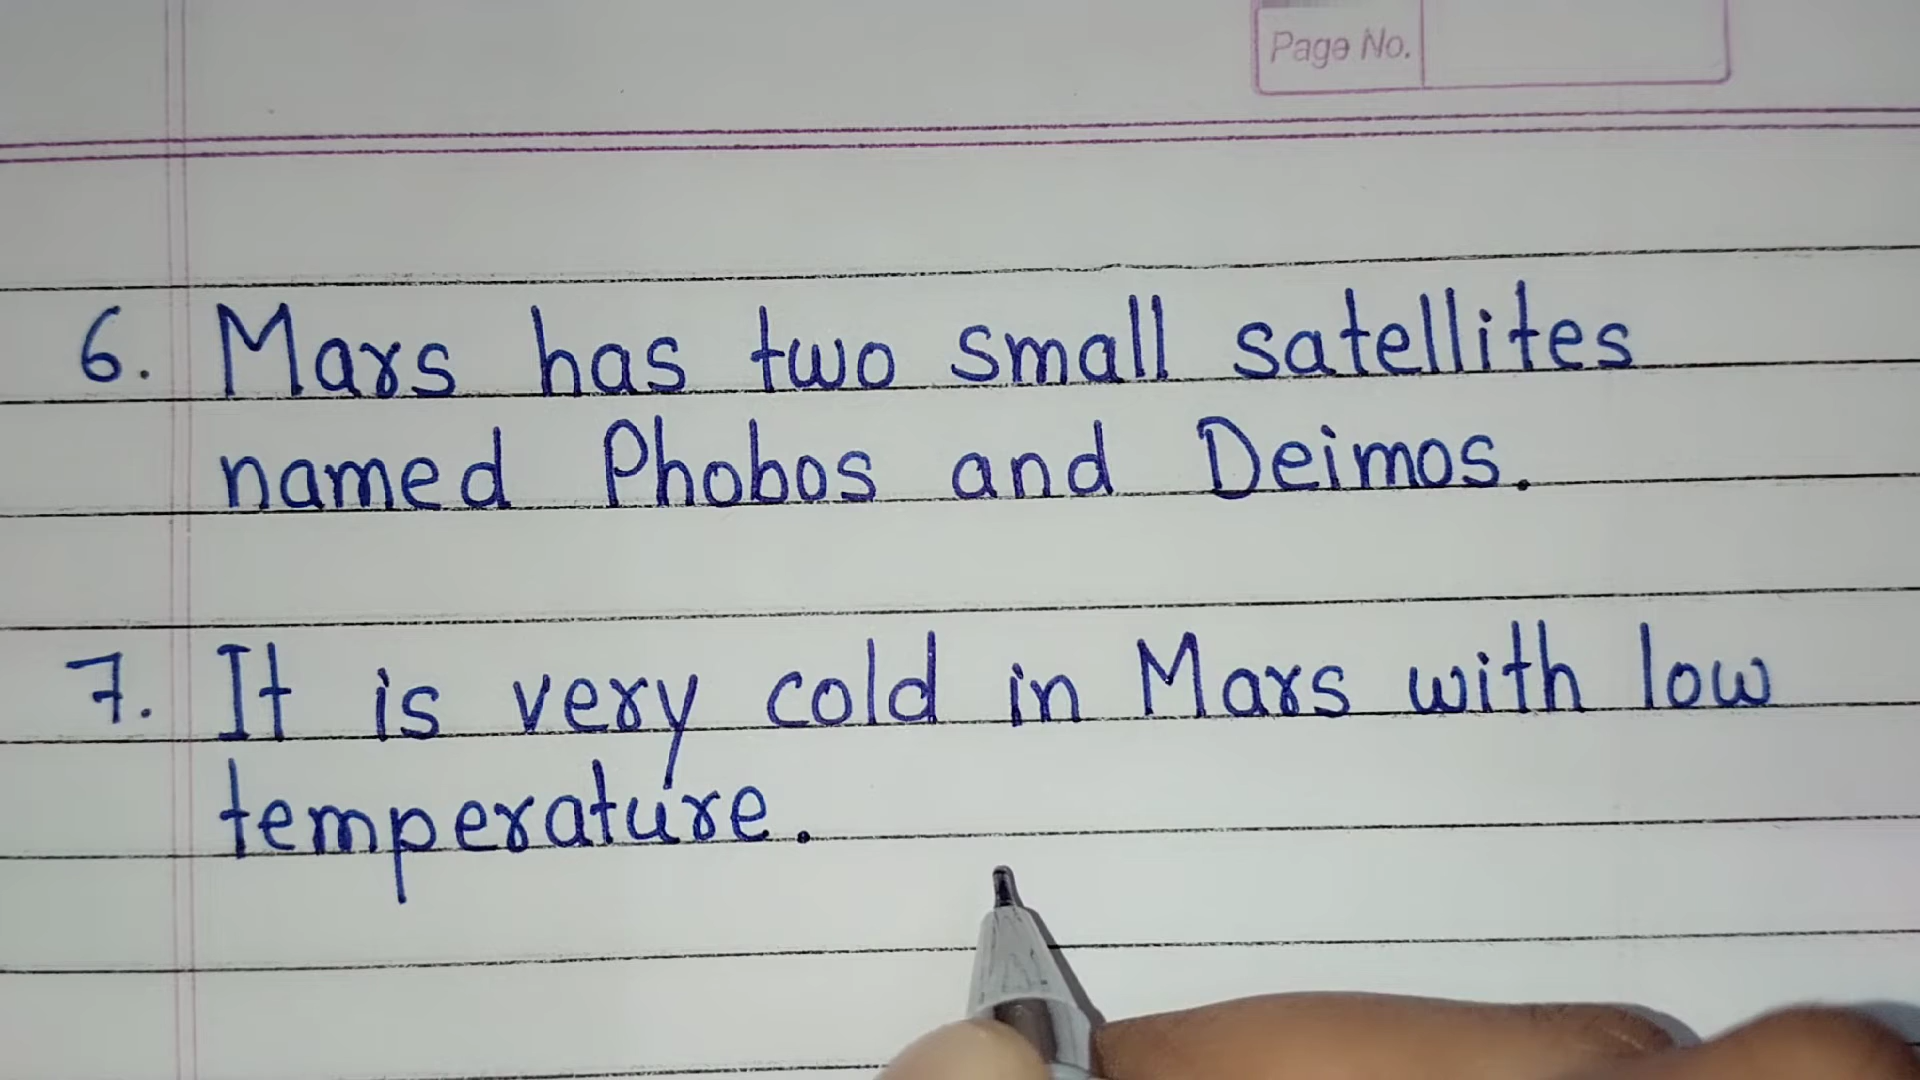 Page No.
6. Mars has two small satellites
named Phobos and Deimos.
7. It is very cold in Mars with low
temperature.